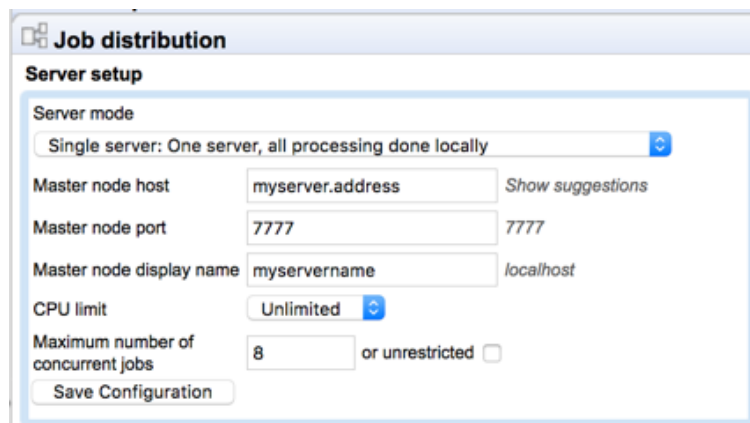 Job distribution
Server setup
Server mode
Single server: One server, all processing done locally
Master node host myserver.address Show suggestions
Master node port 7777 7777
Master node display name myservername localhost
CPU limit Unlimited
Maximum number of
concurrent jobs 8 or unrestricted
Save Configuration